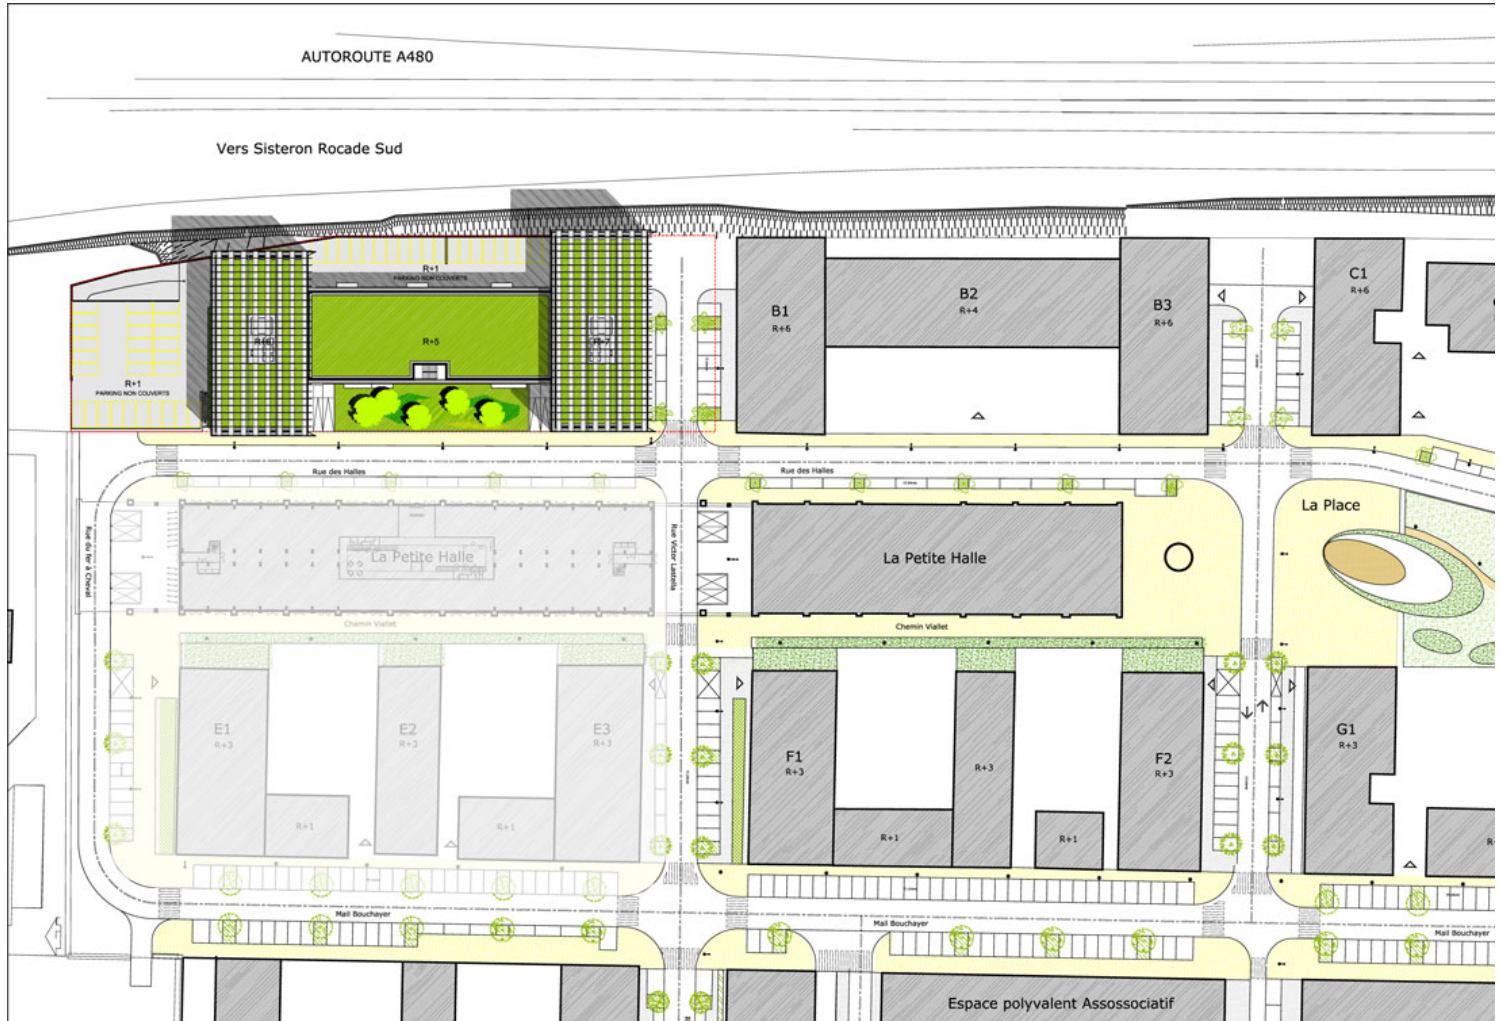 AUTOROUTE A480
Vers Sisteron Rocade Sud
R+1
PARKING NON COUVERTS
R+5
R+7
R+1
PARKING NON COUVERTS
B1
R+6
B2
R+4
B3
R+6
C1
R+6
Rue des Halles
Rue des Halles
La Place
Rue du fer à Cheval
La Petite Halle
Rue Victor Lastella
La Petite Halle
Chemin Viallet
Chemin Viallet
E1
R+3
E2
R+3
E3
R+3
R+1
R+1
F1
R+3
R+3
F2
R+3
R+1
R+1
G1
R+3
Mail Bouchayer
Mail Bouchayer
Mail Bouchayer
Espace polyvalent Assossociatif